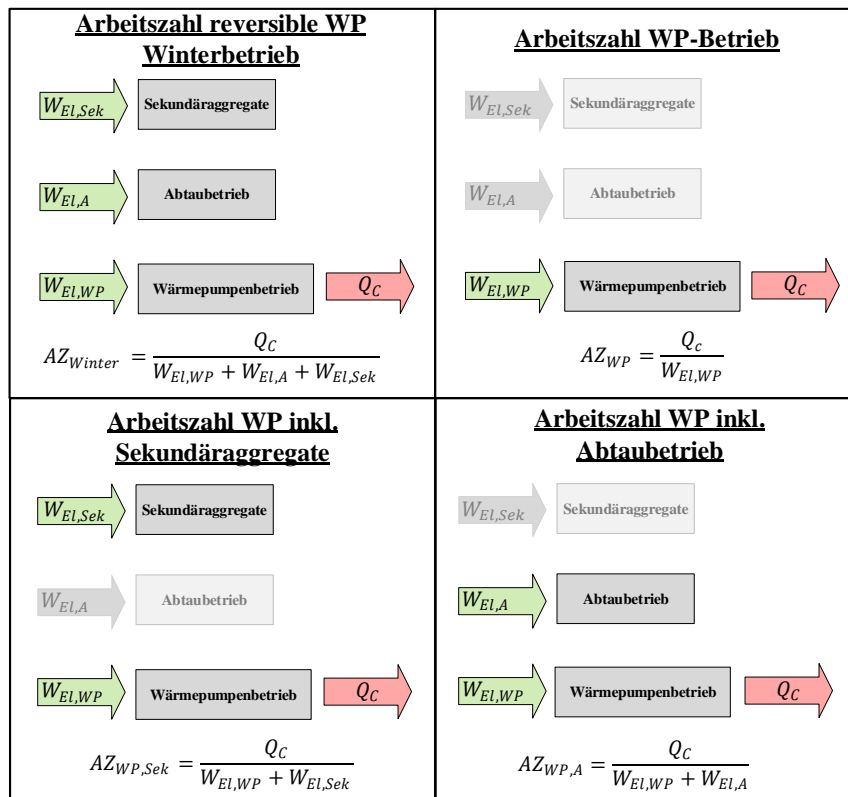 Arbeitszahl reversible WP
Winterbetrieb
W_{El,Sek}
Sekundäraggregate
W_{El,A}
Abtaubetrieb
W_{El,WP}
Wärmepumpenbetrieb
Q_C
AZ_{Winter} = \frac{Q_C}{W_{El,WP} + W_{El,A} + W_{El,Sek}}
Arbeitszahl WP-Betrieb
W_{El,Sek}
Sekundäraggregate
W_{El,A}
Abtaubetrieb
W_{El,WP}
Wärmepumpenbetrieb
Q_C
AZ_{WP} = \frac{Q_c}{W_{El,WP}}
Arbeitszahl WP inkl.
Sekundäraggregate
W_{El,Sek}
Sekundäraggregate
W_{El,A}
Abtaubetrieb
W_{El,WP}
Wärmepumpenbetrieb
Q_C
AZ_{WP,Sek} = \frac{Q_C}{W_{El,WP} + W_{El,Sek}}
Arbeitszahl WP inkl.
Abtaubetrieb
W_{El,Sek}
Sekundäraggregate
W_{El,A}
Abtaubetrieb
W_{El,WP}
Wärmepumpenbetrieb
Q_C
AZ_{WP,A} = \frac{Q_C}{W_{El,WP} + W_{El,A}}